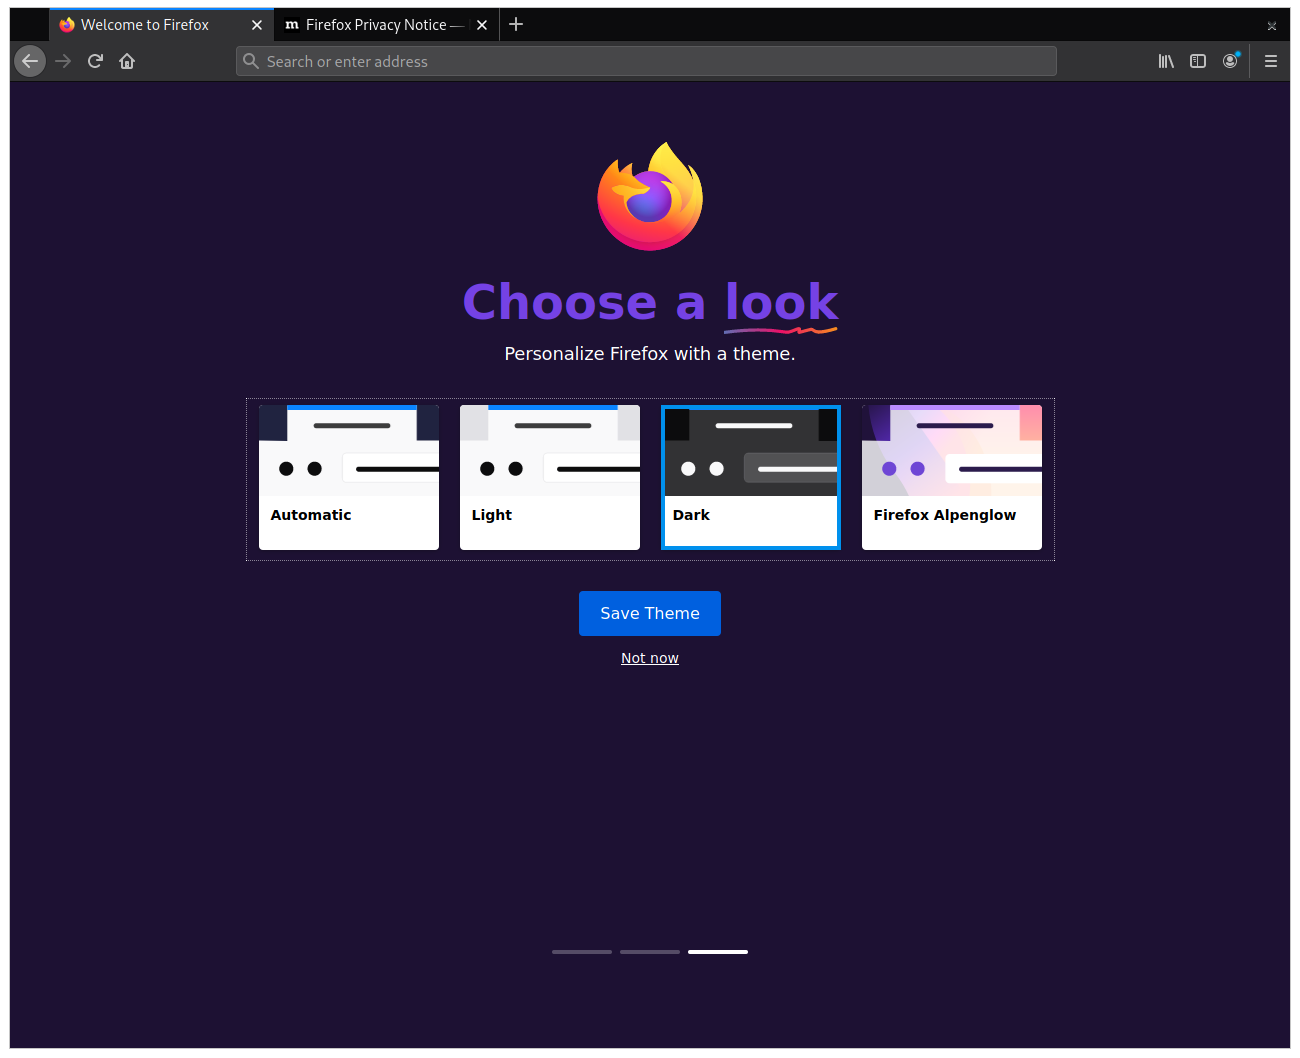 Welcome to Firefox
m Firefox Privacy Notice —
Search or enter address
Choose a look
Personalize Firefox with a theme.
Automatic
Light
Dark
Firefox Alpenglow
Save Theme
Not now